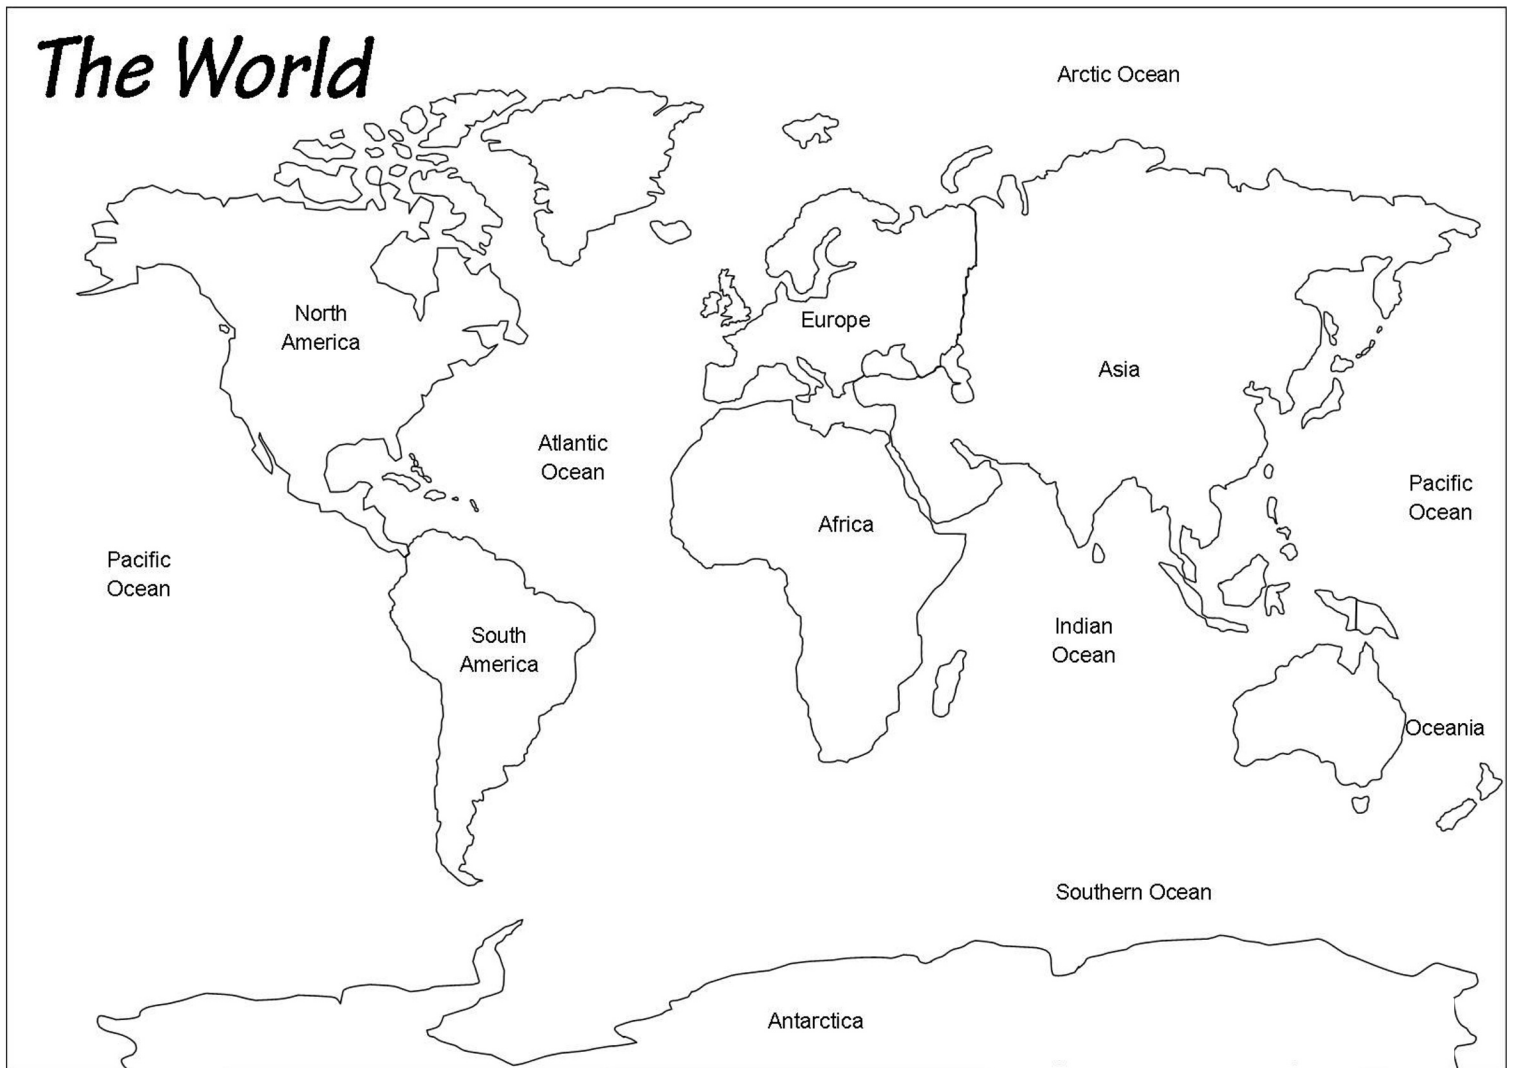 The World
Arctic Ocean
North
America
Europe
Asia
Atlantic
Ocean
Pacific
Ocean
Africa
Pacific
Ocean
South
America
Indian
Ocean
Oceania
Southern Ocean
Antarctica